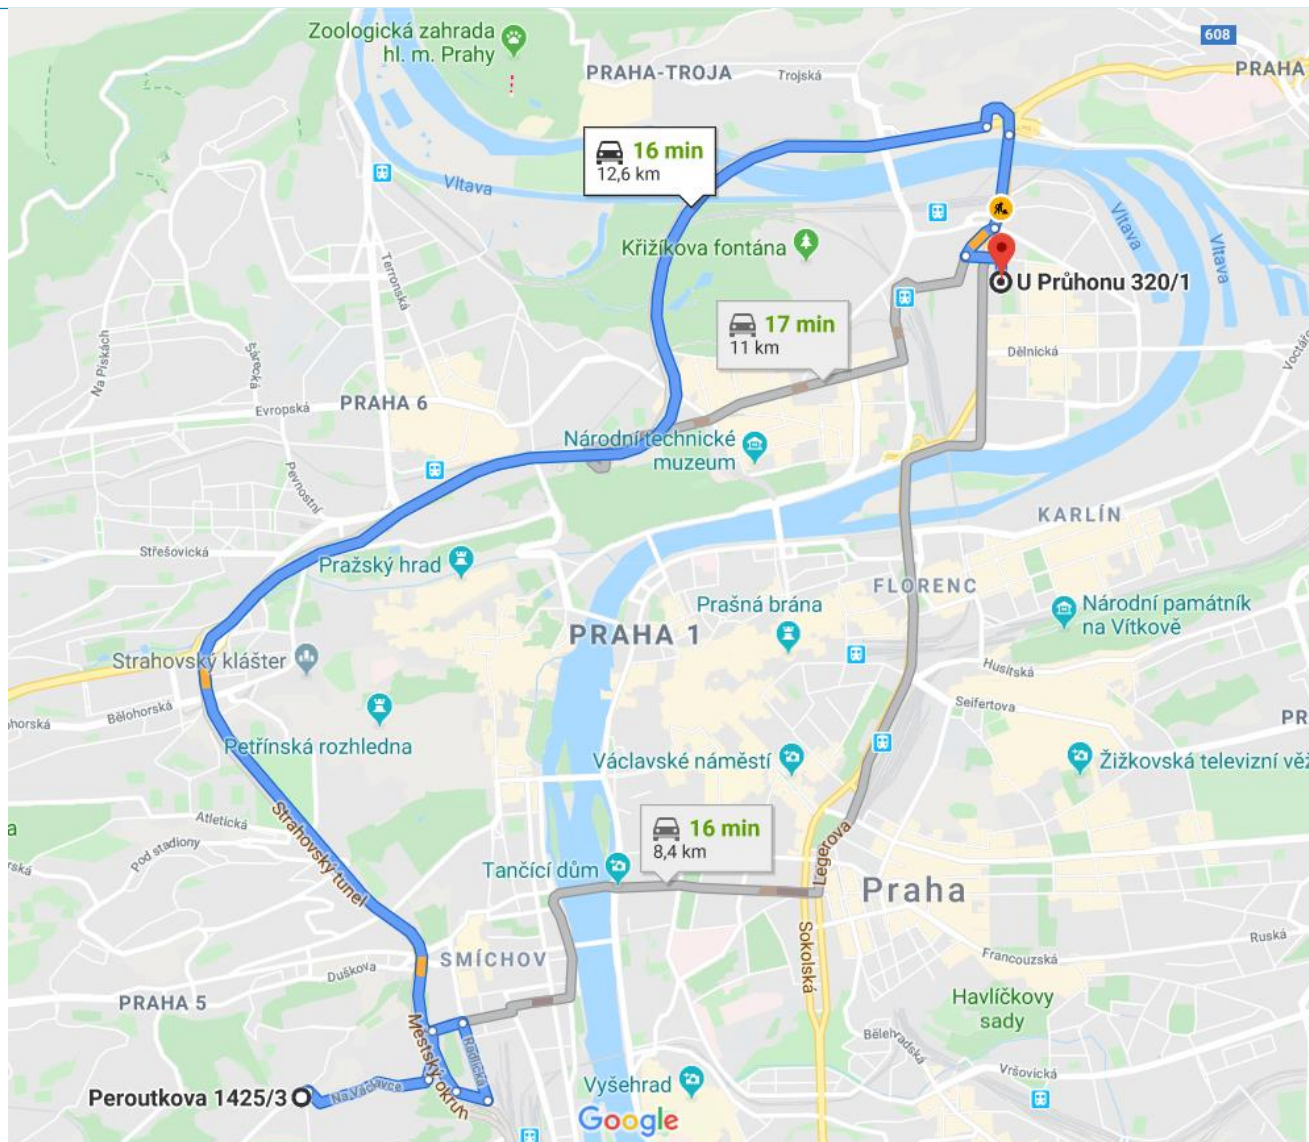 Zoologická zahrada
hl. m. Prahy
608
PRAHA-TROJA
Trojská
PRAHA
16 min
12,6 km
Vltava
Vltava
Vltava
Křižíkova fontána
U Průhonu 320/1
Terronská
17 min
11 km
Na Pískách
Šárecká
Dělnická
Evropská
PRAHA 6
Národní technické
muzeum
Pevnostní
KARLÍN
Střešovická
Pražský hrad
FLORENC
Prašná brána
Národní památník
na Vítkově
PRAHA 1
Strahovský klášter
Husitská
Seifertova
Bělohorská
ohorská
PR
Petřínská rozhledna
Václavské náměstí
Žižkovská televizní věž
Atletická
Strahovský tunel
16 min
8,4 km
Pod stadiony
Legerova
Tančící dům
Praha
Sokolská
Ruská
SMÍCHOV
Francouzská
Duškova
PRAHA 5
Havlíčkovy
sady
Městský okruh
Radlická
Bělehradská
Vršovická
Na Václavce
Peroutkova 1425/3
Vyšehrad
Google